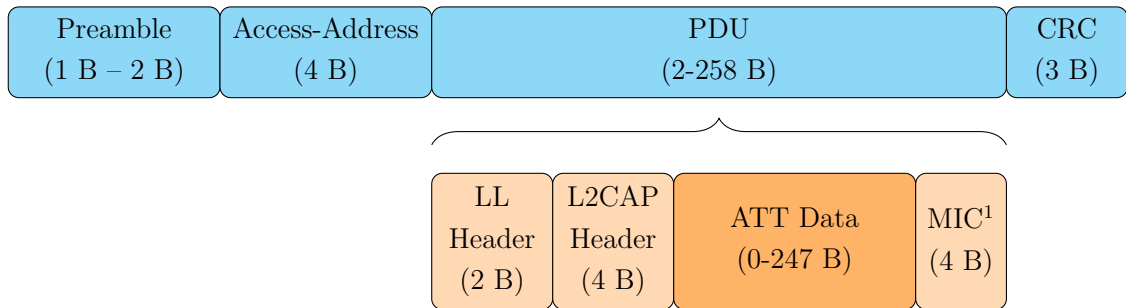 Preamble
(1 B – 2 B)
Access-Address
(4 B)
PDU
(2-258 B)
CRC
(3 B)
LL
Header
(2 B)
L2CAP
Header
(4 B)
ATT Data
(0-247 B)
MIC¹
(4 B)